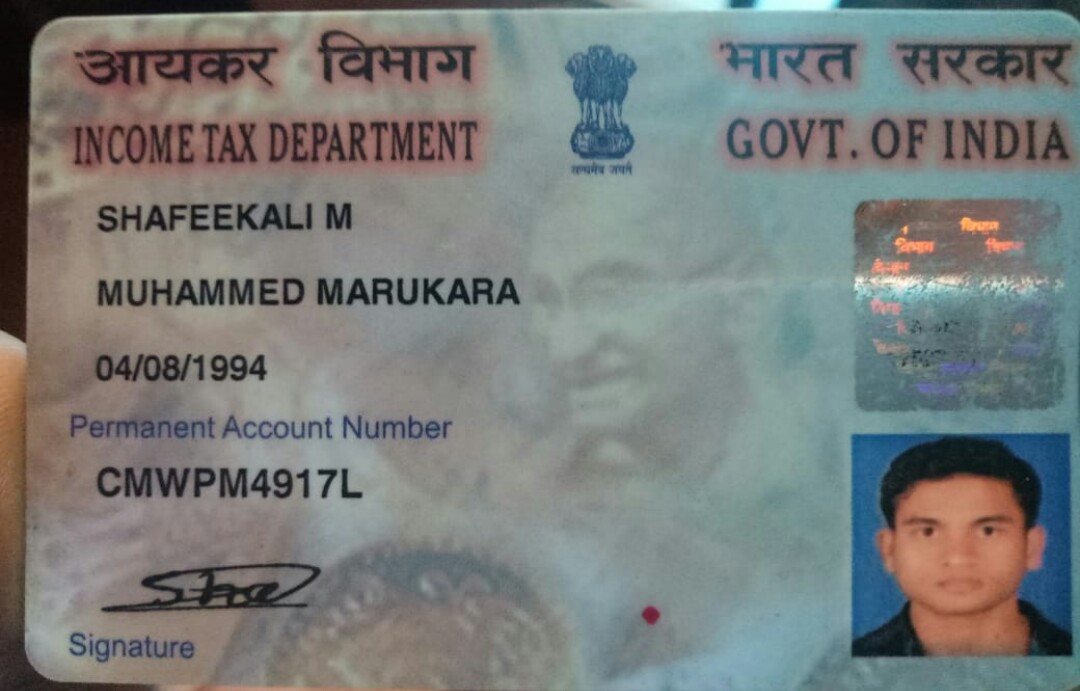 आयकर विभाग
भारत सरकार
INCOME TAX DEPARTMENT
GOVT. OF INDIA
सत्यमेव जयते
SHAFEEKALI M
MUHAMMED MARUKARA
04/08/1994
Permanent Account Number
CMWPM4917L
Signature
विभाग
विभाग